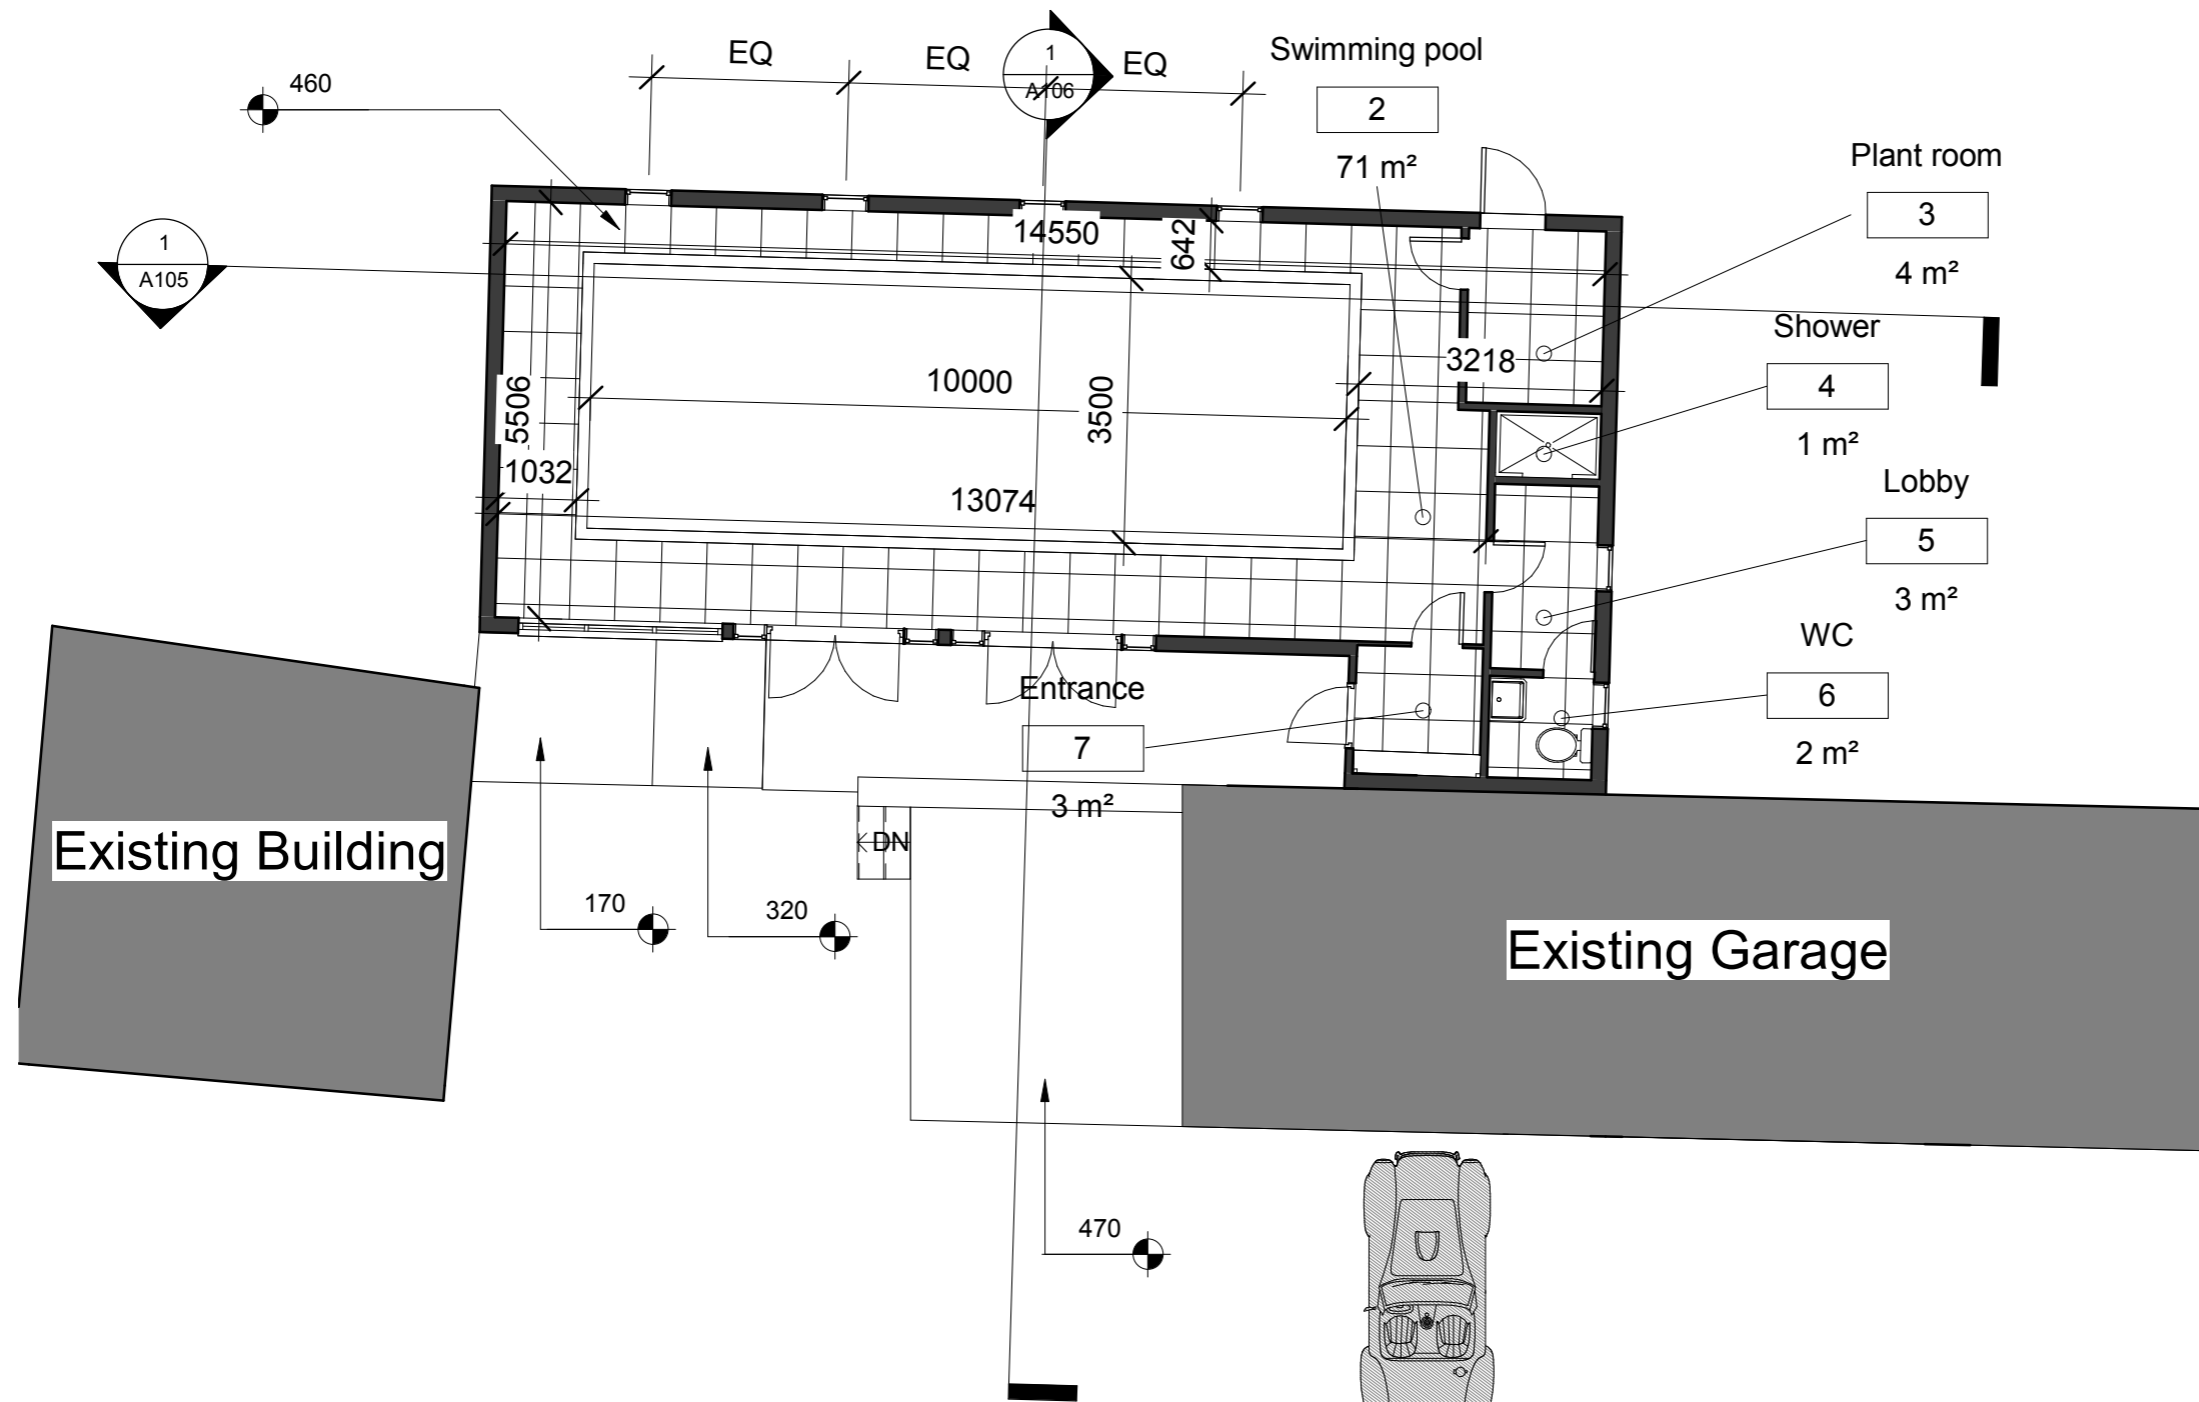 EQ
EQ
EQ
1
A106
460
Swimming pool
2
71 m²
Plant room
3
4 m²
1
A105
14550
642
Shower
4
1 m²
3218
10000
3500
5506
1032
13074
Lobby
5
3 m²
WC
6
2 m²
Entrance
7
3 m²
DN
Existing Building
170
320
Existing Garage
470